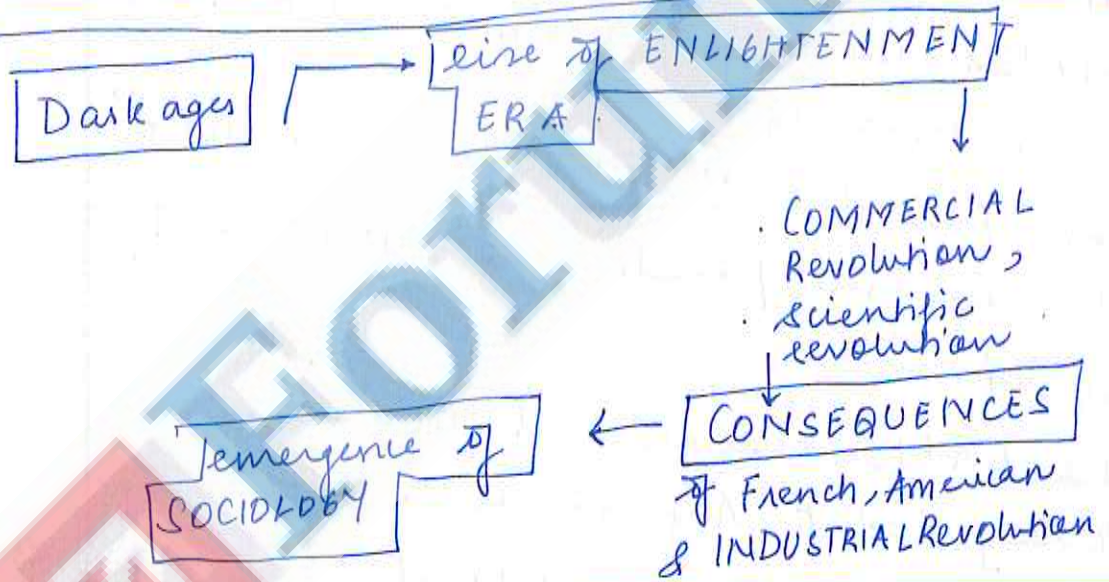 Dark ages
rise of ENLIGHTENMENT
ERA
. COMMERCIAL
Revolution,
. scientific
revolution
CONSEQUENCES
of French, American
& INDUSTRIAL Revolution
emergence of
SOCIOLOGY
Forum